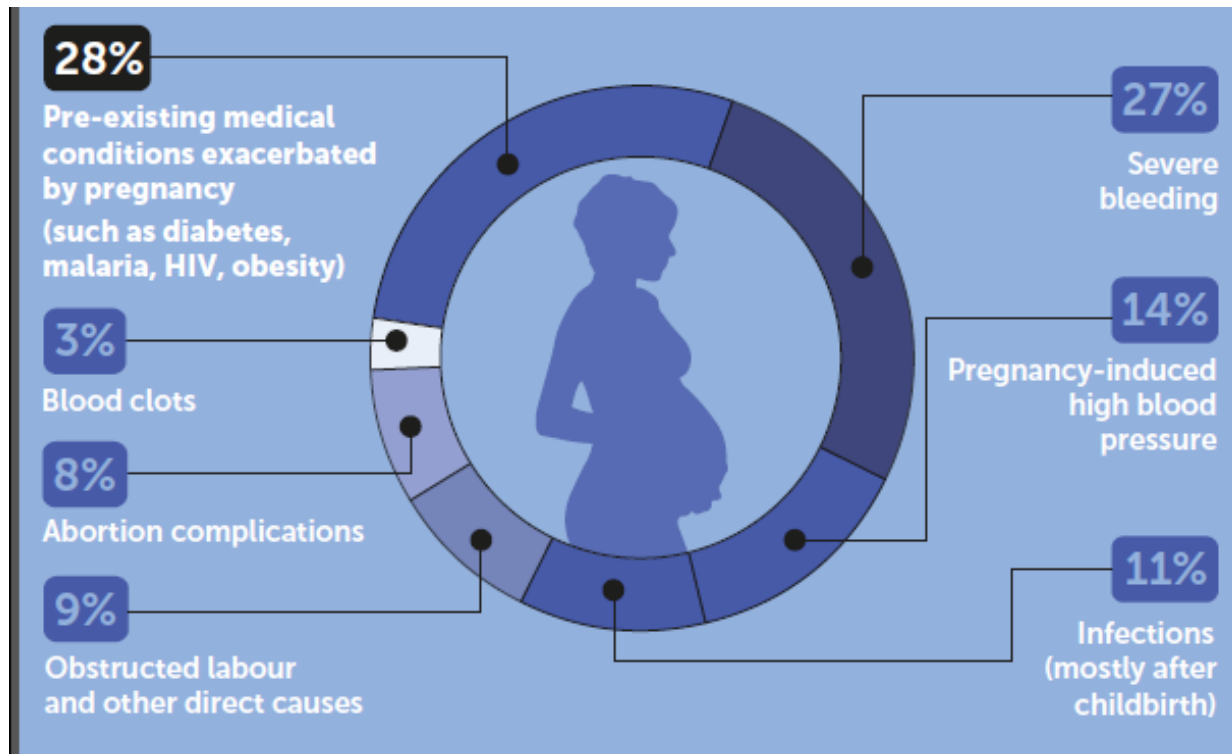 28%
Pre-existing medical
conditions exacerbated
by pregnancy
(such as diabetes,
malaria, HIV, obesity)
3%
Blood clots
8%
Abortion complications
9%
Obstructed labour
and other direct causes
27%
Severe
bleeding
14%
Pregnancy-induced
high blood
pressure
11%
Infections
(mostly after
childbirth)